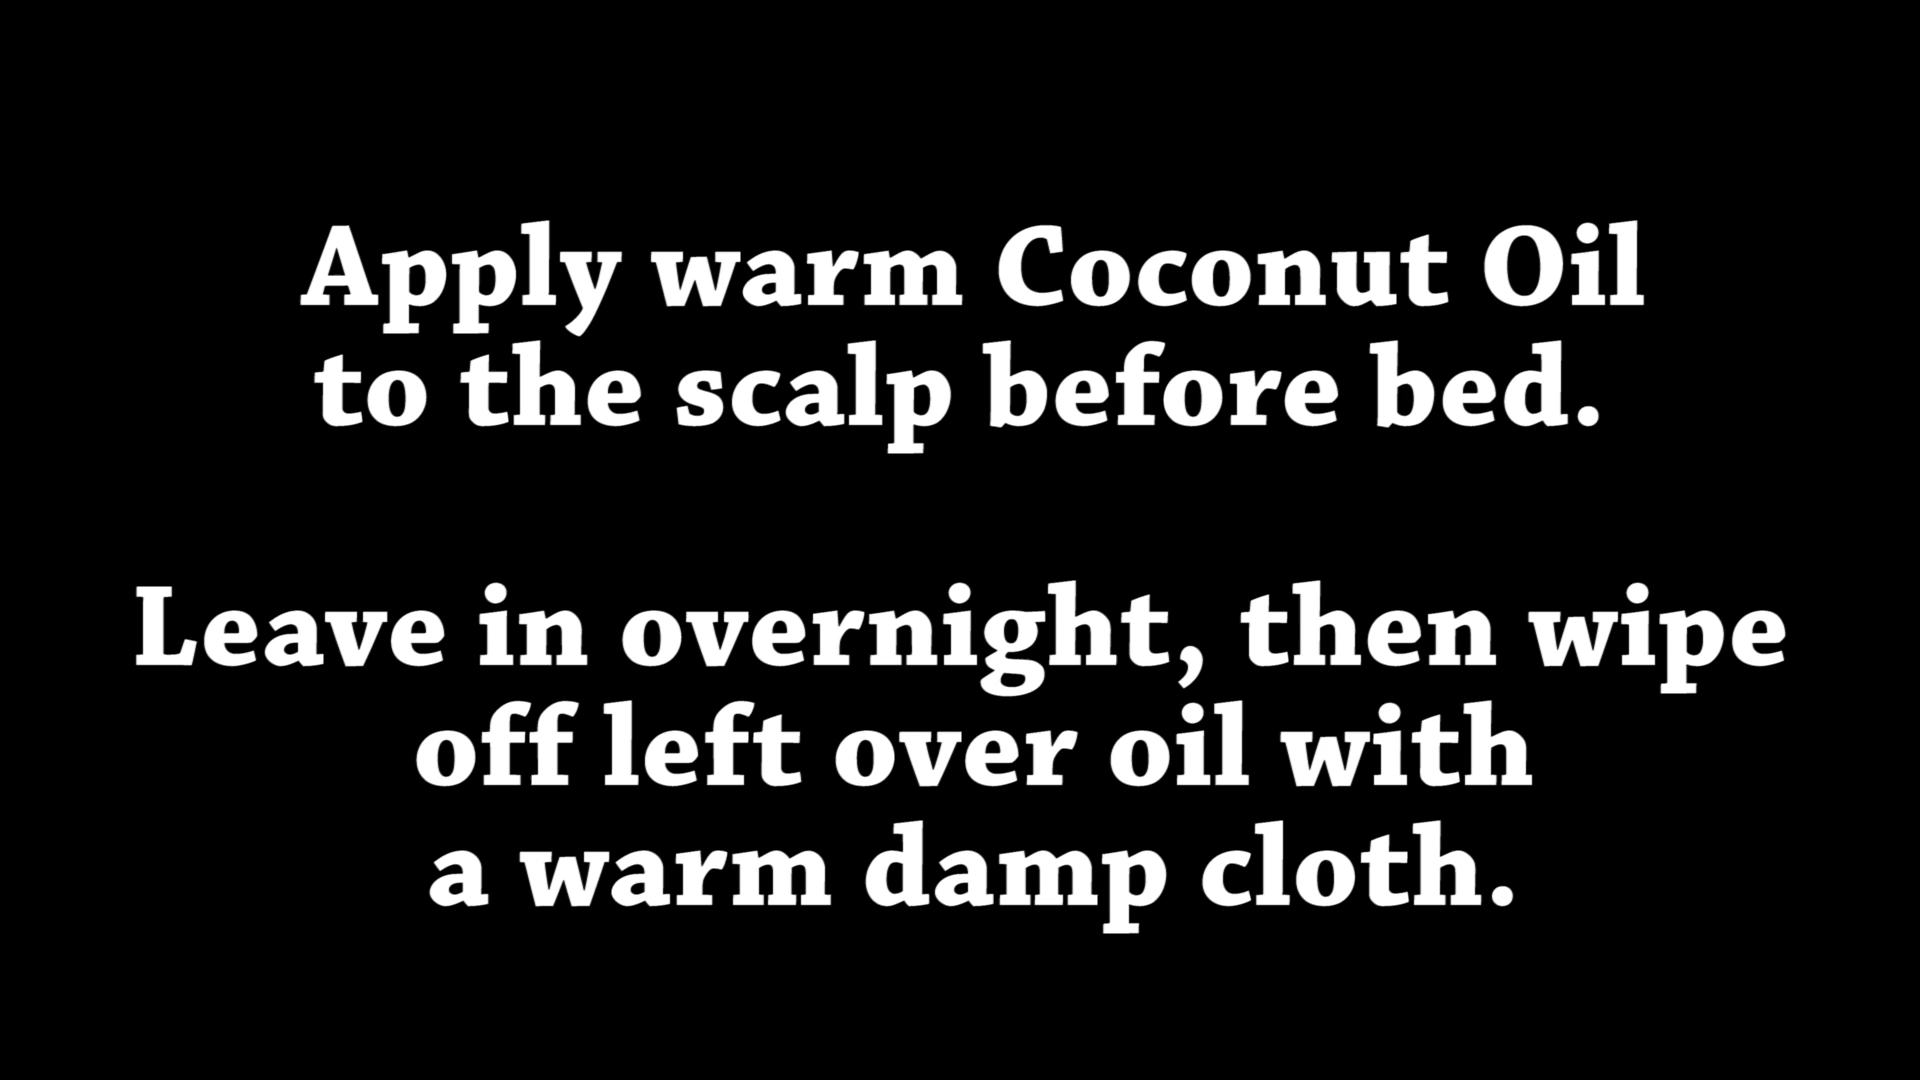 Apply warm Coconut Oil
to the scalp before bed.
Leave in overnight, then wipe
off left over oil with
a warm damp cloth.